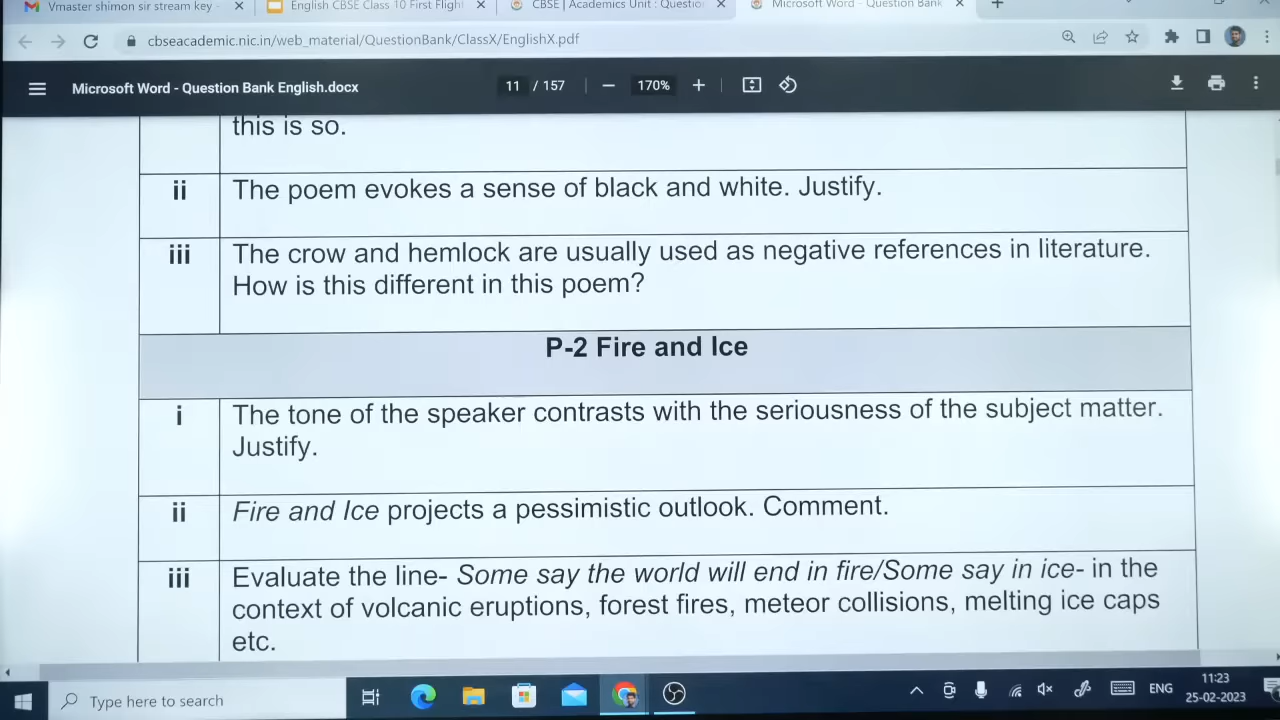 Vmaster shimon sir stream key
English CBSE Class 10 First Flight
CBSE | Academics Unit : Questio
Microsoft Word - Question Bank
cbseacademic.nic.in/web_material/QuestionBank/ClassX/EnglishX.pdf
Microsoft Word - Question Bank English.docx
11 / 157
170%
this is so.
ii The poem evokes a sense of black and white. Justify.
iii The crow and hemlock are usually used as negative references in literature.
How is this different in this poem?
P-2 Fire and Ice
i The tone of the speaker contrasts with the seriousness of the subject matter.
Justify.
ii Fire and Ice projects a pessimistic outlook. Comment.
iii Evaluate the line- Some say the world will end in fire/Some say in ice- in the
context of volcanic eruptions, forest fires, meteor collisions, melting ice caps
etc.
Type here to search
ENG
11:23
25-02-2023